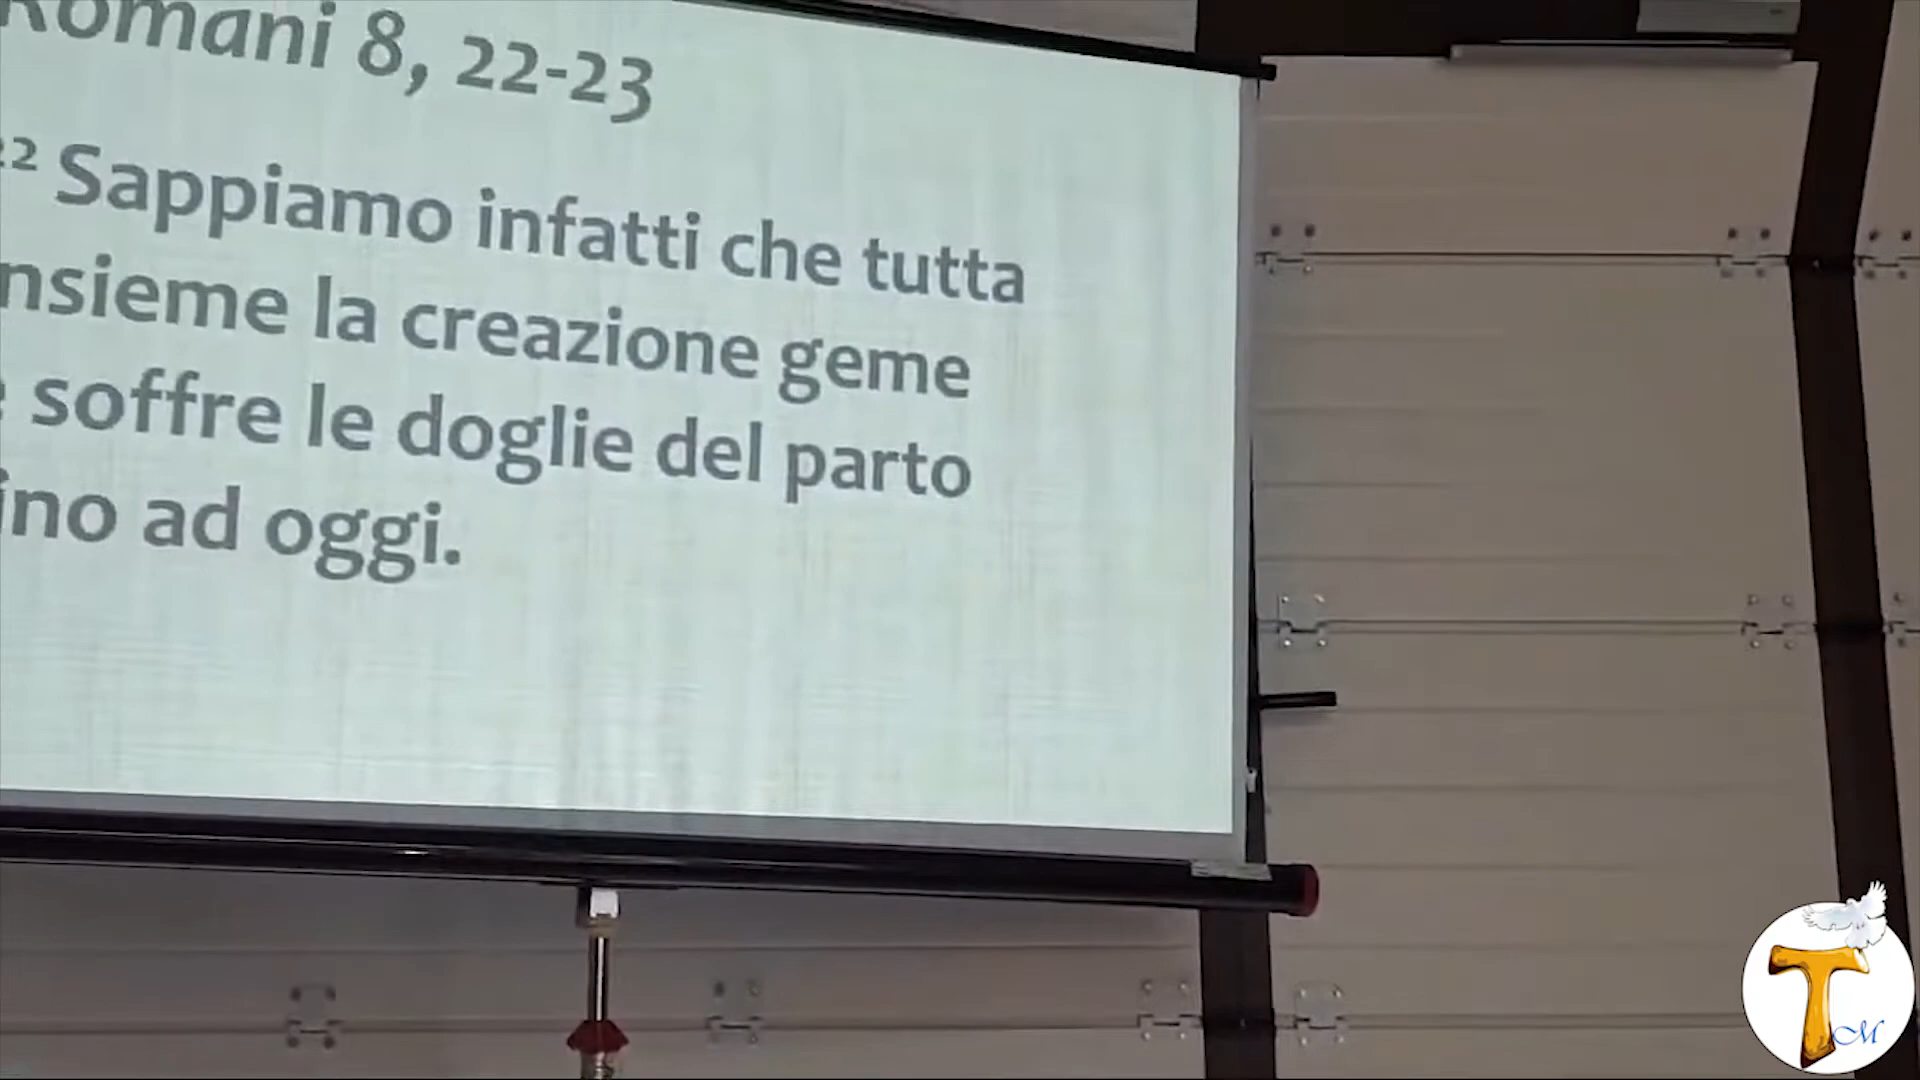 Romani 8, 22-23
22 Sappiamo infatti che tutta
nsieme la creazione geme
e soffre le doglie del parto
ino ad oggi.
T M